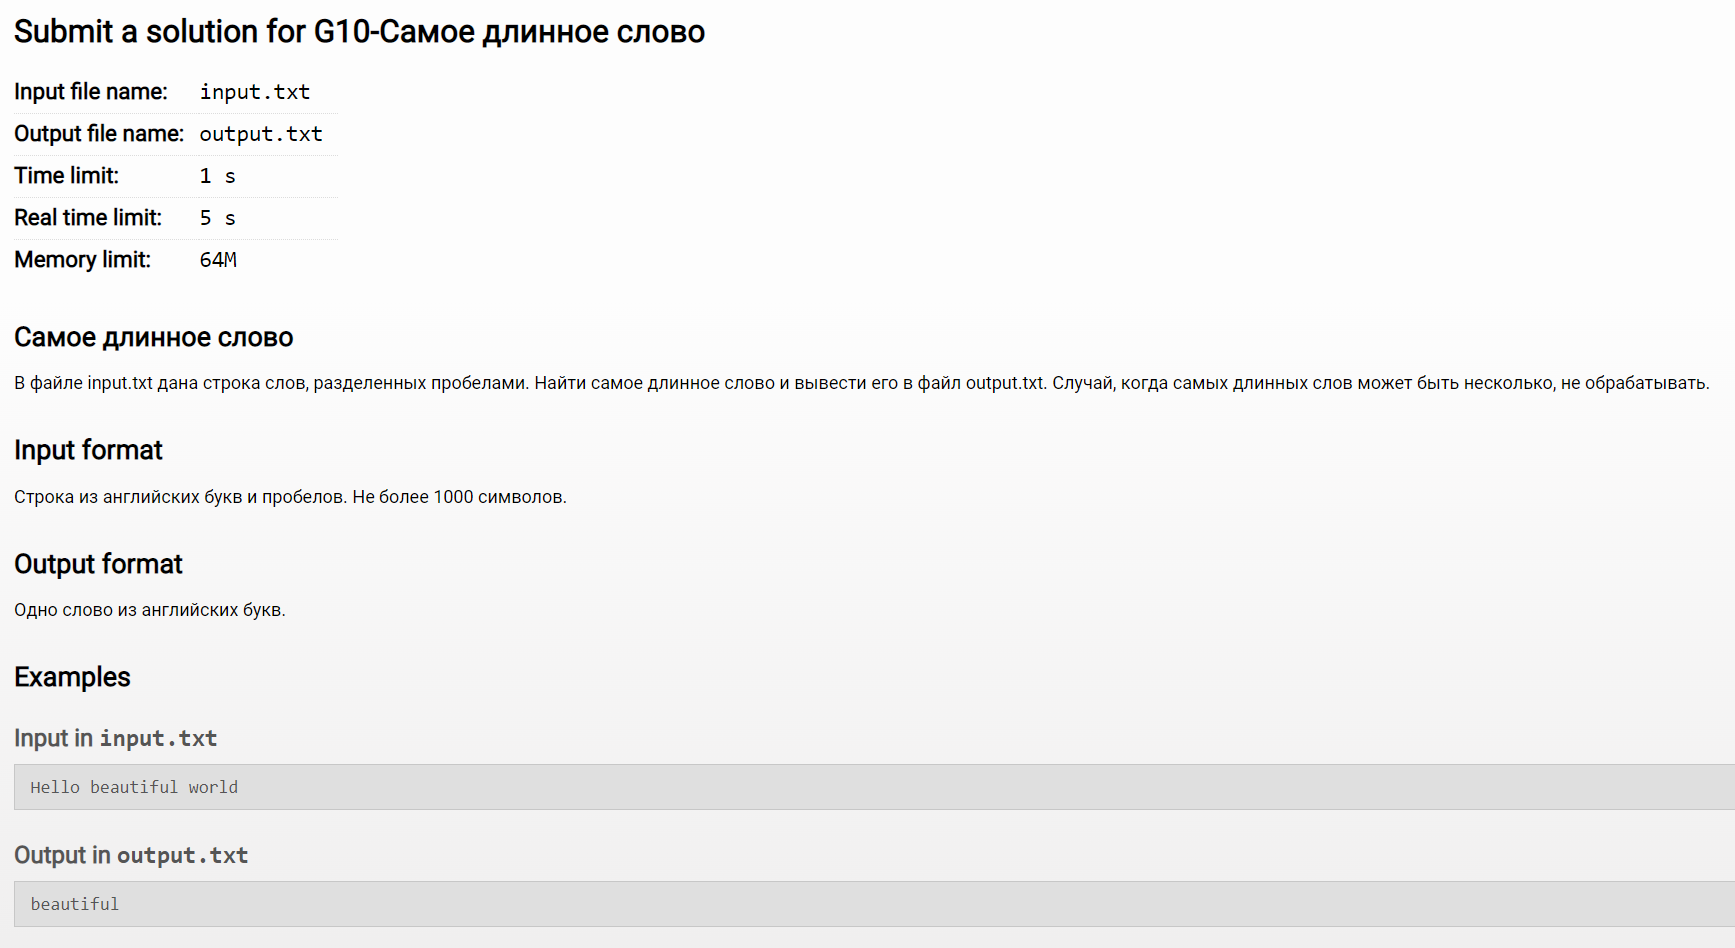 Submit a solution for G10-Самое длинное слово
Input file name: input.txt
Output file name: output.txt
Time limit: 1 s
Real time limit: 5 s
Memory limit: 64M
Самое длинное слово
В файле input.txt дана строка слов, разделенных пробелами. Найти самое длинное слово и вывести его в файл output.txt. Случай, когда самых длинных слов может быть несколько, не обрабатывать.
Input format
Строка из английских букв и пробелов. Не более 1000 символов.
Output format
Одно слово из английских букв.
Examples
Input in input.txt
Hello beautiful world
Output in output.txt
beautiful